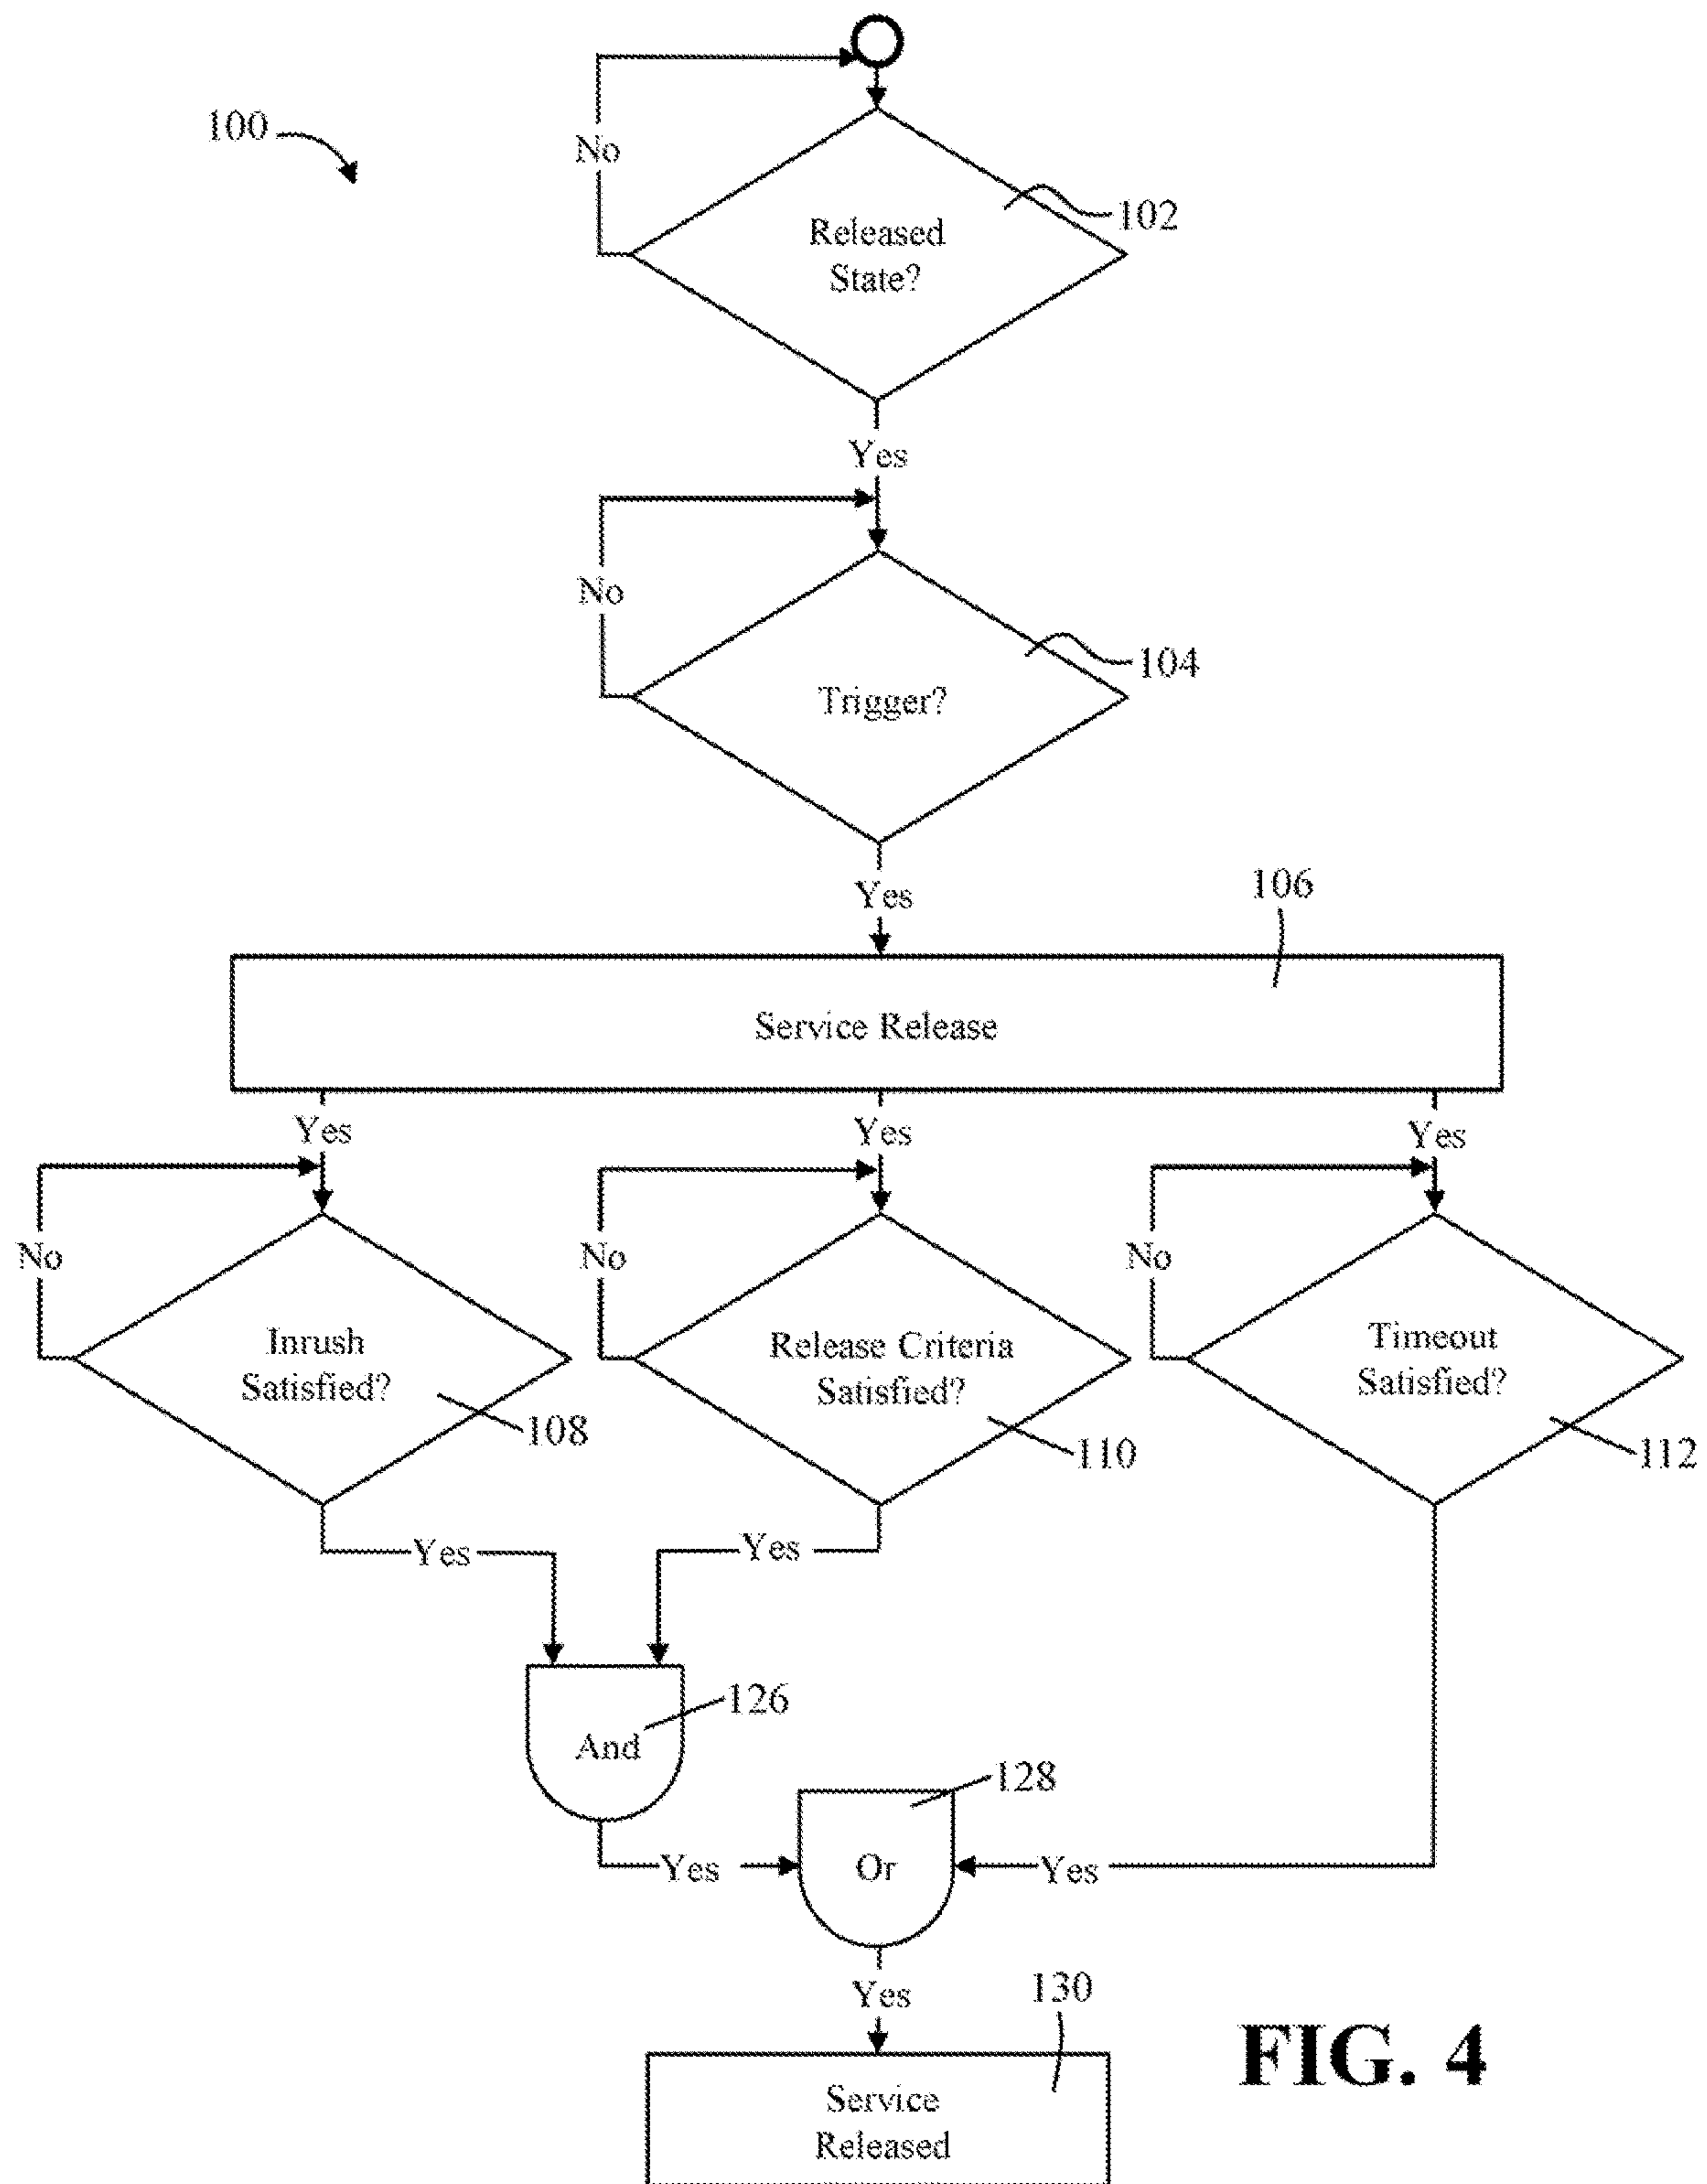 100
No
102
Released
State?
Yes
No
104
Trigger?
Yes
106
Service Release
Yes
Yes
Yes
No
No
No
Inrush
Satisfied?
108
Release Criteria
Satisfied?
110
Timeout
Satisfied?
112
Yes
Yes
126
And
128
Yes
Or
Yes
Yes
130
Service
Released
FIG. 4